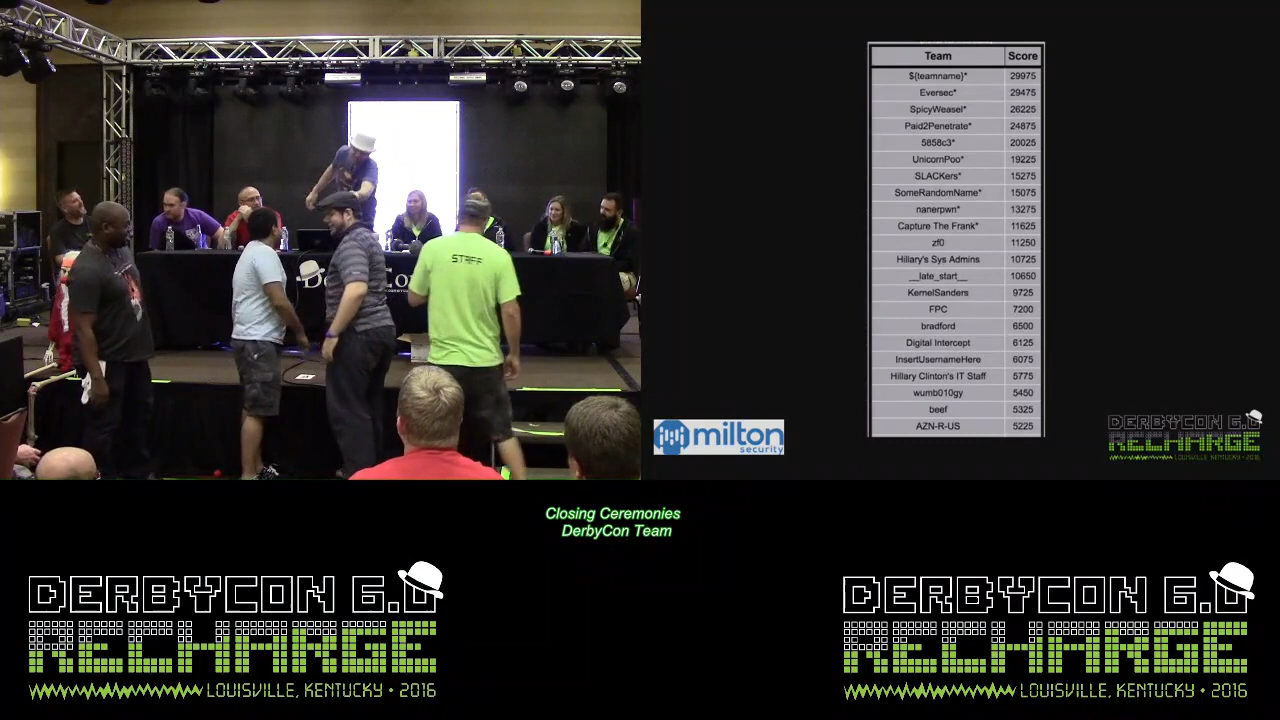 STAFF
Team Score
${teamname}* 29975
Eversec* 29475
SpicyWeasel* 26225
Paid2Penetrate* 24875
5858c3* 20025
UnicornPoo* 19225
SLACKers* 15275
SomeRandomName* 15075
nanerpwn* 13275
Capture The Frank* 11625
zf0 11250
Hillary's Sys Admins 10725
__late_start__ 10650
KernelSanders 9725
FPC 7200
bradford 6500
Digital Intercept 6125
InsertUsernameHere 6075
Hillary Clinton's IT Staff 5775
wumb010gy 5450
beef 5325
AZN-R-US 5225
milton
security
DERBYCON 6.0
RECHARGE
LOUISVILLE, KENTUCKY • 2016
Closing Ceremonies
DerbyCon Team
DERBYCON 6.0
RECHARGE
LOUISVILLE, KENTUCKY • 2016
DERBYCON 6.0
RECHARGE
LOUISVILLE, KENTUCKY • 2016